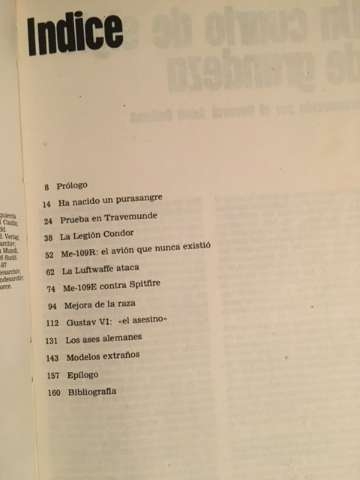 Indice
8 Prólogo
14 Ha nacido un purasangre
24 Prueba en Travemunde
38 La Legión Condor
52 Me-109R: el avión que nunca existió
62 La Luftwaffe ataca
74 Me-109E contra Spitfire
94 Mejora de la raza
112 Gustav VI: «el asesino»
131 Los ases alemanes
143 Modelos extraños
157 Epílogo
160 Bibliografía